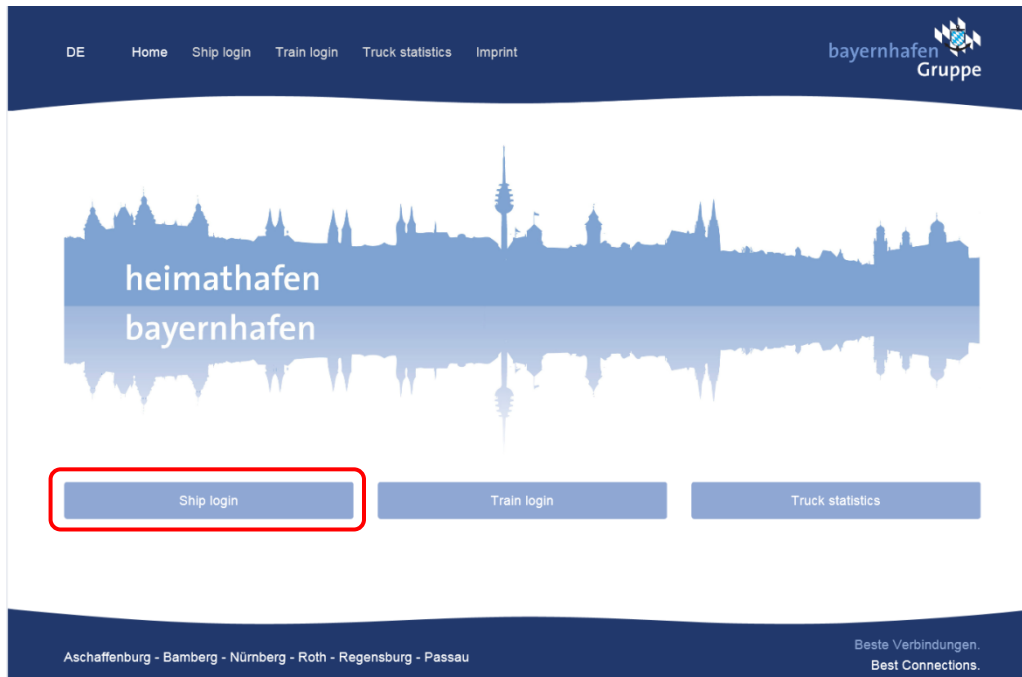 DE Home Ship login Train login Truck statistics Imprint
bayernhafen
Gruppe
heimathafen
bayernhafen
Ship login Train login Truck statistics
Aschaffenburg - Bamberg - Nürnberg - Roth - Regensburg - Passau
Beste Verbindungen.
Best Connections.